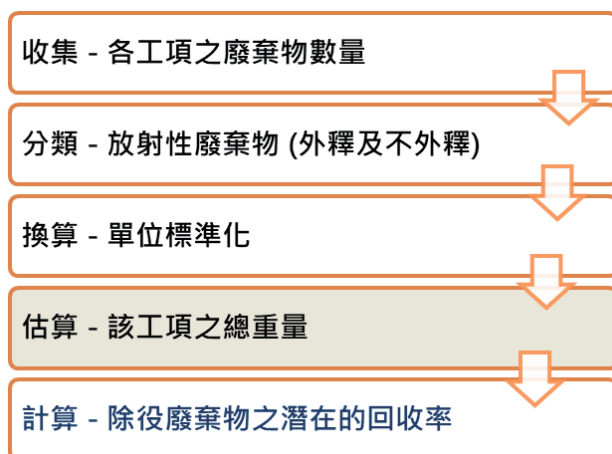 收集 - 各工項之廢棄物數量
分類 - 放射性廢棄物 (外釋及不外釋)
換算 - 單位標準化
估算 - 該工項之總重量
計算 - 除役廢棄物之潛在的回收率